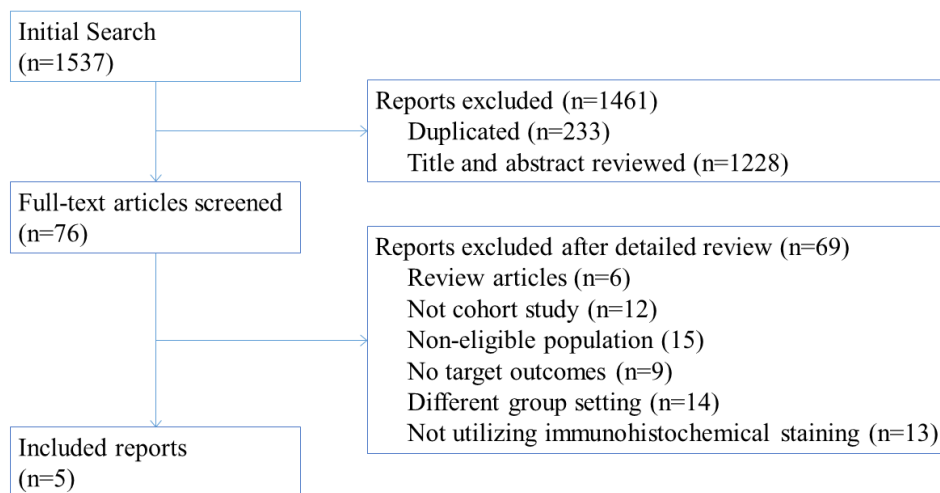 Initial Search
(n=1537)
Reports excluded (n=1461)
Duplicated (n=233)
Title and abstract reviewed (n=1228)
Full-text articles screened
(n=76)
Reports excluded after detailed review (n=69)
Review articles (n=6)
Not cohort study (n=12)
Non-eligible population (15)
No target outcomes (n=9)
Different group setting (n=14)
Not utilizing immunohistochemical staining (n=13)
Included reports
(n=5)